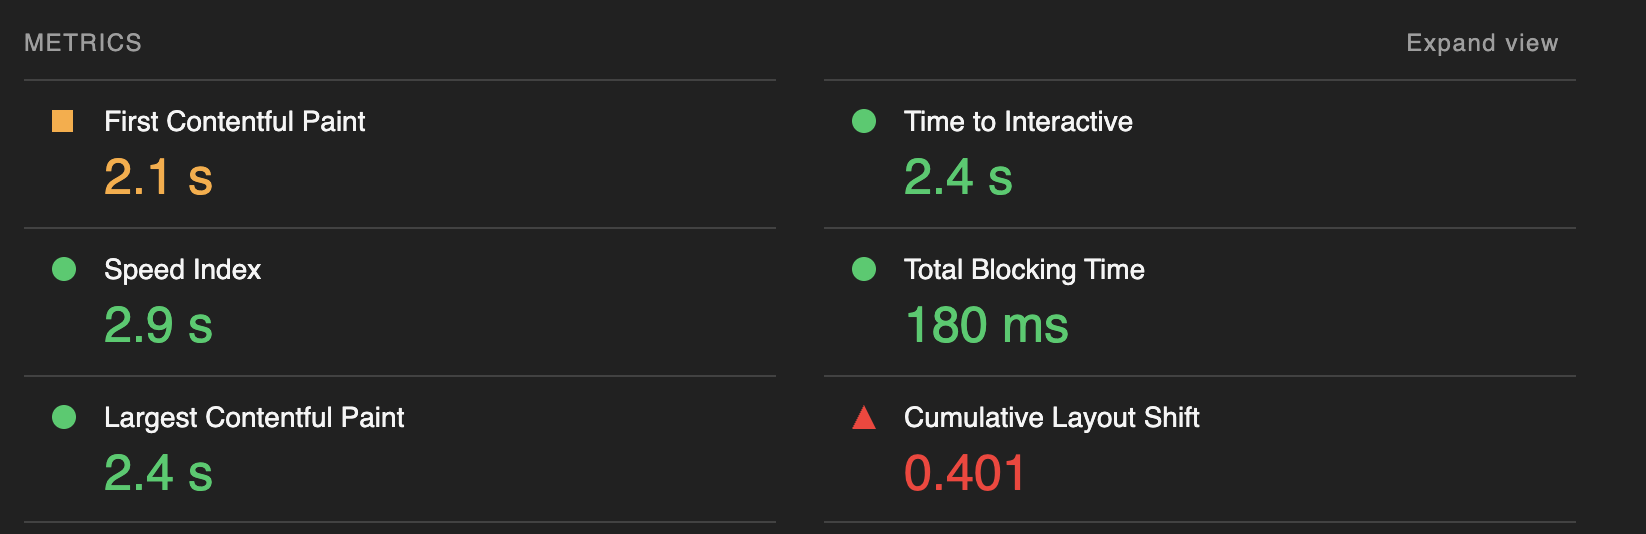 METRICS
Expand view
First Contentful Paint
2.1 s
Time to Interactive
2.4 s
Speed Index
2.9 s
Total Blocking Time
180 ms
Largest Contentful Paint
2.4 s
Cumulative Layout Shift
0.401